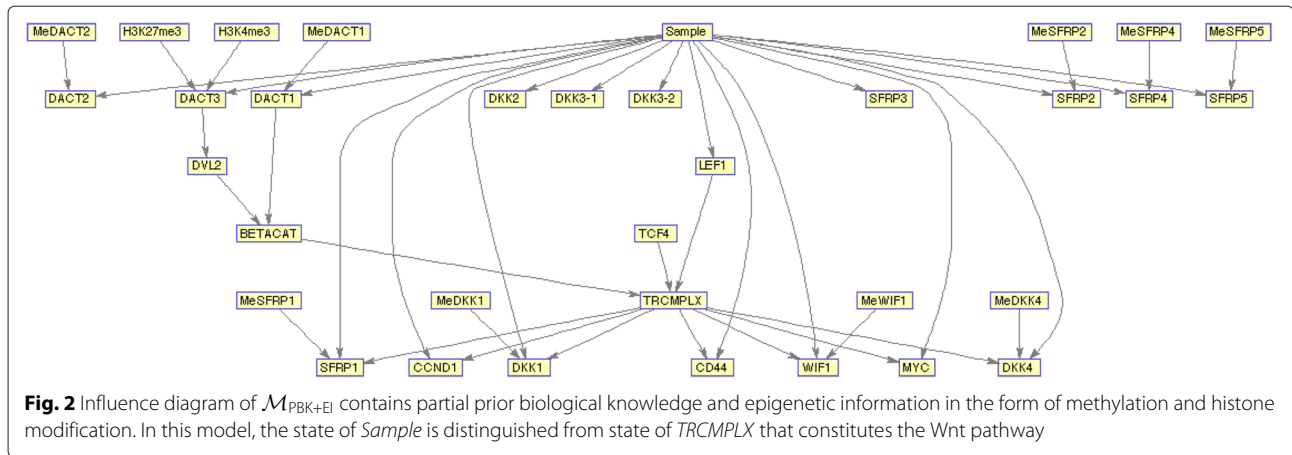 MeDACT2 H3K27me3 H3K4me3 MeDACT1 Sample MeSFRP2 MeSFRP4 MeSFRP5
DACT2 DACT3 DACT1 DKK2 DKK3-1 DKK3-2 SFRP3 SFRP2 SFRP4 SFRP5
DVL2 LEF1
BETACAT TCF4
MeSFRP1 MeDKK1 TRCMPLX MeWIF1 MeDKK4
SFRP1 CCND1 DKK1 CD44 WIF1 MYC DKK4
Fig. 2 Influence diagram of M_PBK+EI contains partial prior biological knowledge and epigenetic information in the form of methylation and histone
modification. In this model, the state of Sample is distinguished from state of TRCMPLX that constitutes the Wnt pathway